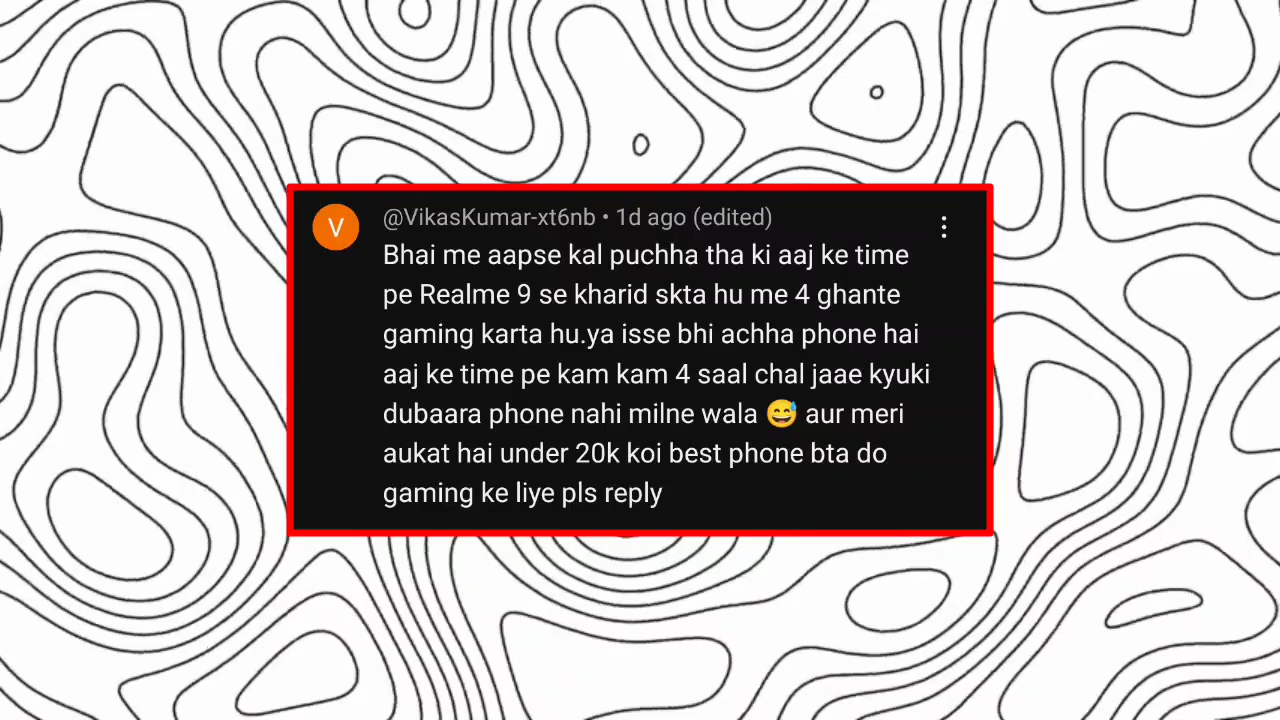 V
@VikasKumar-xt6nb • 1d ago (edited)
Bhai me aapse kal puchha tha ki aaj ke time
pe Realme 9 se kharid skta hu me 4 ghante
gaming karta hu.ya isse bhi achha phone hai
aaj ke time pe kam kam 4 saal chal jaae kyuki
dubaara phone nahi milne wala 😅 aur meri
aukat hai under 20k koi best phone bta do
gaming ke liye pls reply